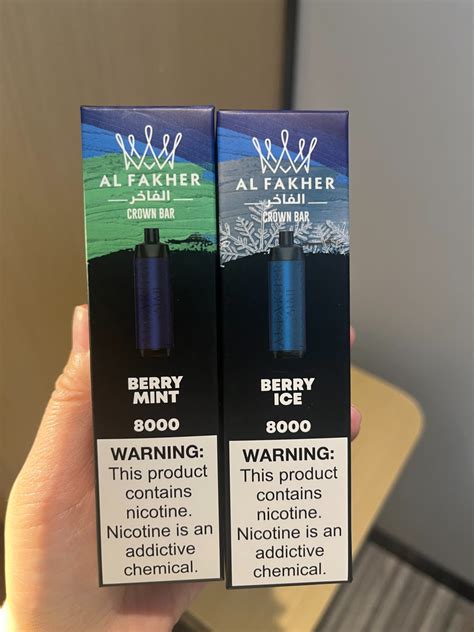 AL FAKHER
الفاخر
CROWN BAR
BERRY
MINT
8000
WARNING:
This product
contains
nicotine.
Nicotine is an
addictive
chemical.
AL FAKHER
الفاخر
CROWN BAR
BERRY
ICE
8000
WARNING:
This product
contains
nicotine.
Nicotine is an
addictive
chemical.